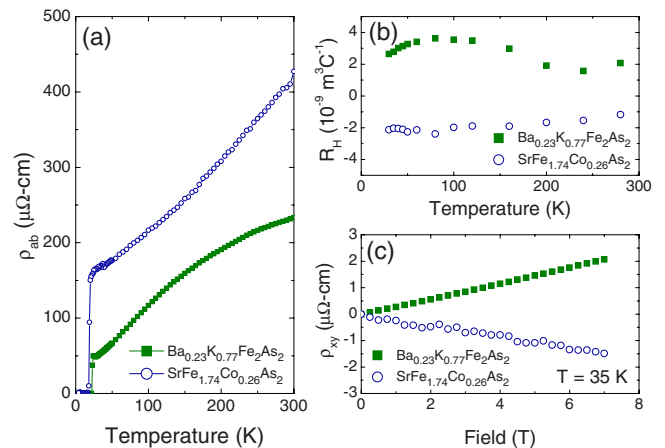 (a)
500
400
300
200
100
0
ρab (μΩ-cm)
Ba0.23K0.77Fe2As2
SrFe1.74Co0.26As2
0 100 200 300
Temperature (K)
(b)
4
2
0
-2
-4
RH (10-9 m3C-1)
Ba0.23K0.77Fe2As2
SrFe1.74Co0.26As2
0 100 200 300
Temperature (K)
(c)
3
2
1
0
-1
-2
-3
ρxy (μΩ-cm)
Ba0.23K0.77Fe2As2
SrFe1.74Co0.26As2
T = 35 K
0 2 4 6 8
Field (T)